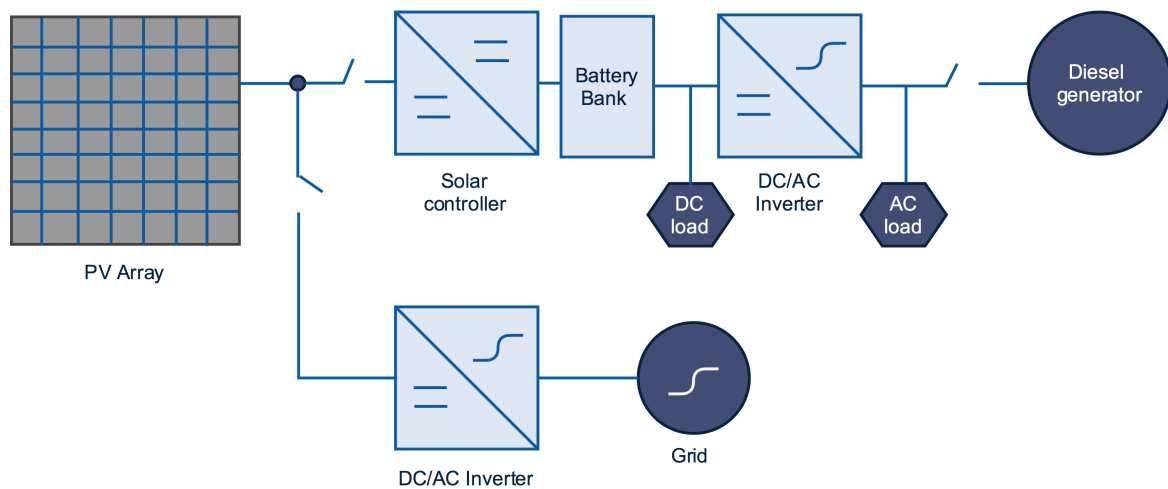 Battery
Bank
Diesel
generator
Solar
controller
DC
load
DC/AC
Inverter
AC
load
PV Array
DC/AC Inverter
Grid